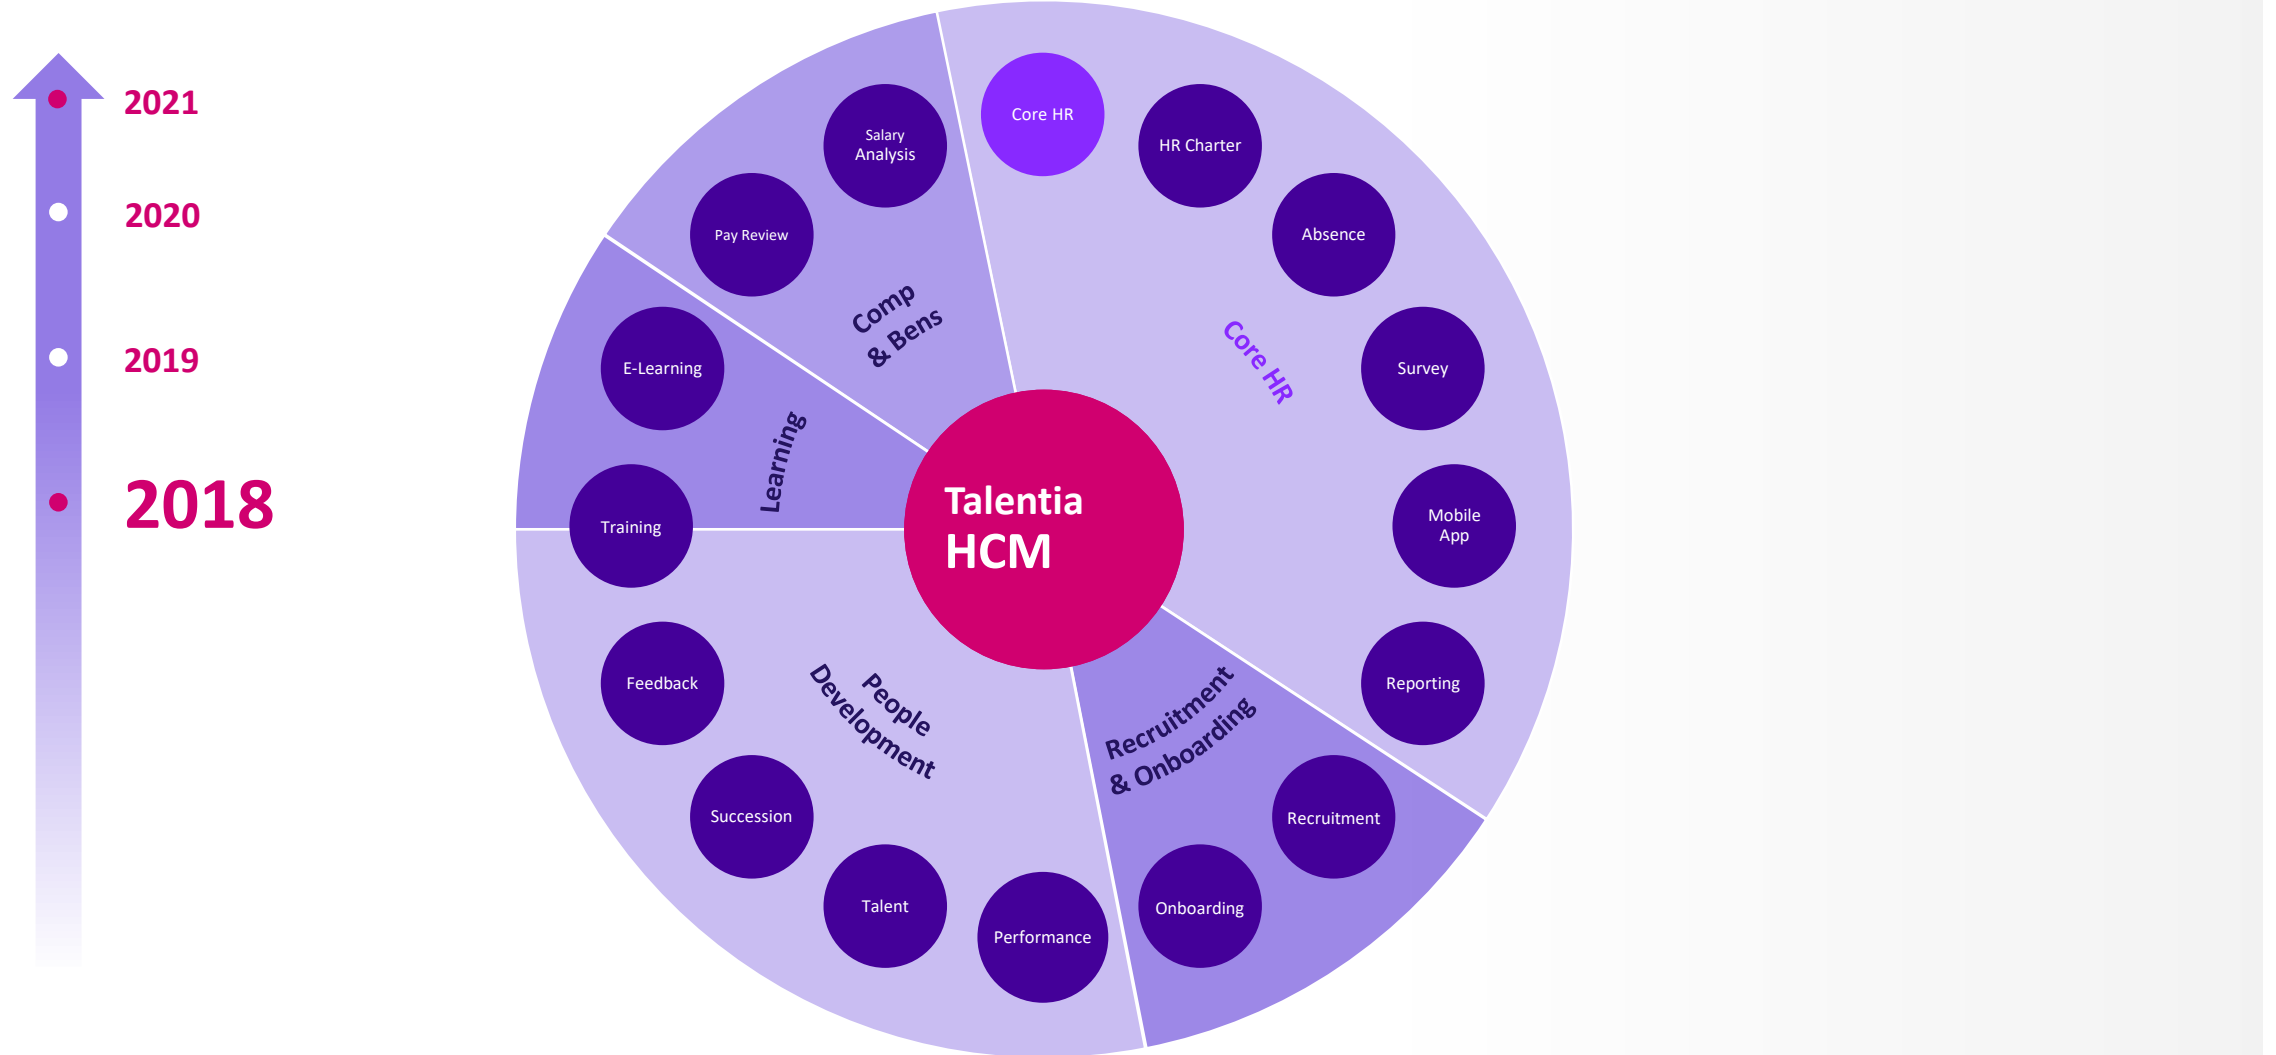 2021
2020
2019
2018
Core HR
HR Charter
Absence
Survey
Mobile
App
Reporting
Recruitment
Onboarding
Performance
Talent
Succession
Feedback
Training
E-Learning
Pay Review
Salary
Analysis
Comp
& Bens
Core HR
Learning
Talentia
HCM
People
Development
Recruitment
& Onboarding